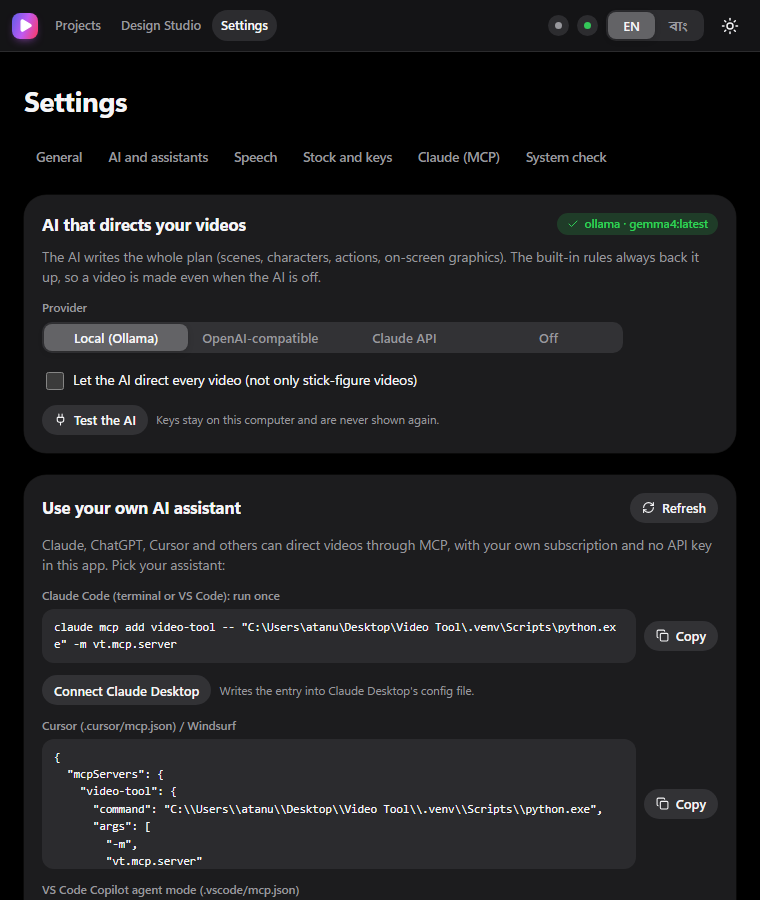 Projects
Design Studio
Settings
EN
বাং
Settings
General
AI and assistants
Speech
Stock and keys
Claude (MCP)
System check
AI that directs your videos
ollama · gemma4:latest
The AI writes the whole plan (scenes, characters, actions, on-screen graphics). The built-in rules always back it
up, so a video is made even when the AI is off.
Provider
Local (Ollama)
OpenAI-compatible
Claude API
Off
Let the AI direct every video (not only stick-figure videos)
Test the AI
Keys stay on this computer and are never shown again.
Use your own AI assistant
Refresh
Claude, ChatGPT, Cursor and others can direct videos through MCP, with your own subscription and no API key
in this app. Pick your assistant:
Claude Code (terminal or VS Code): run once
claude mcp add video-tool -- "C:\Users\atanu\Desktop\Video Tool\.venv\Scripts\python.ex
e" -m vt.mcp.server
Copy
Connect Claude Desktop
Writes the entry into Claude Desktop's config file.
Cursor (.cursor/mcp.json) / Windsurf
{
"mcpServers": {
"video-tool": {
"command": "C:\\Users\\atanu\\Desktop\\Video Tool\\.venv\\Scripts\\python.exe",
"args": [
"-m",
"vt.mcp.server"
Copy
VS Code Copilot agent mode (.vscode/mcp.json)